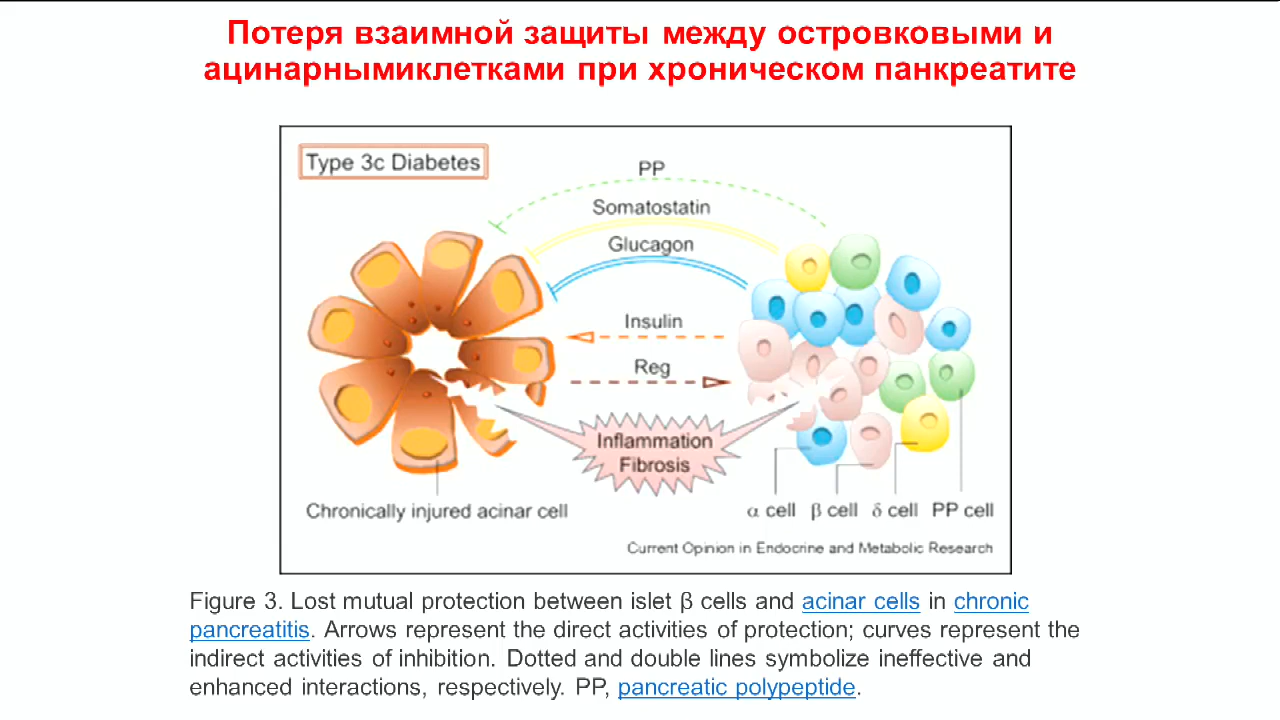 Потеря взаимной защиты между островковыми и
ацинарнымиклетками при хроническом панкреатите
Type 3c Diabetes
PP
Somatostatin
Glucagon
Insulin
Reg
Inflammation
Fibrosis
Chronically injured acinar cell
α cell β cell δ cell PP cell
Current Opinion in Endocrine and Metabolic Research
Figure 3. Lost mutual protection between islet β cells and acinar cells in chronic
pancreatitis. Arrows represent the direct activities of protection; curves represent the
indirect activities of inhibition. Dotted and double lines symbolize ineffective and
enhanced interactions, respectively. PP, pancreatic polypeptide.